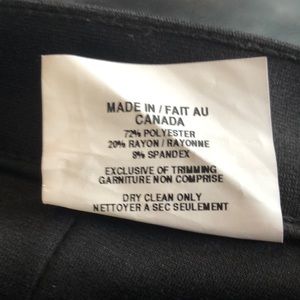 MADE IN / FAIT AU
CANADA
72% POLYESTER
20% RAYON / RAYONNE
8% SPANDEX
EXCLUSIVE OF TRIMMING
GARNITURE NON COMPRISE
DRY CLEAN ONLY
NETTOYER A SEC SEULEMENT